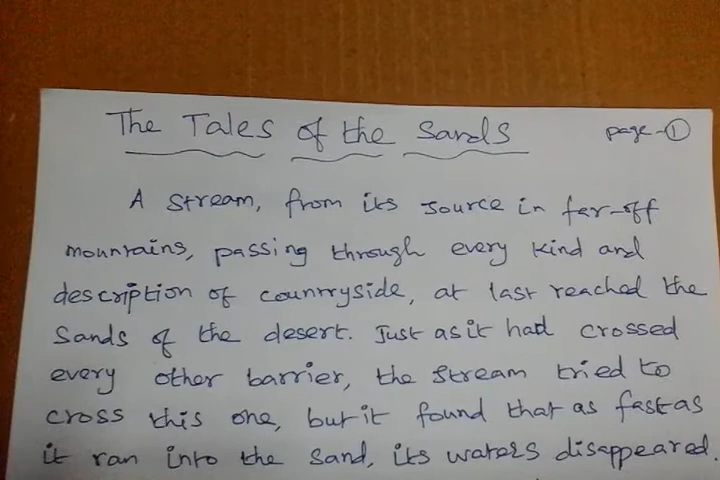 The Tales of the Sands page-①
A stream, from its source in far-off
mountains, passing through every kind and
description of countryside, at last reached the
sands of the desert. Just as it had crossed
every other barrier, the stream tried to
cross this one, but it found that as fast as
it ran into the sand, its waters disappeared.